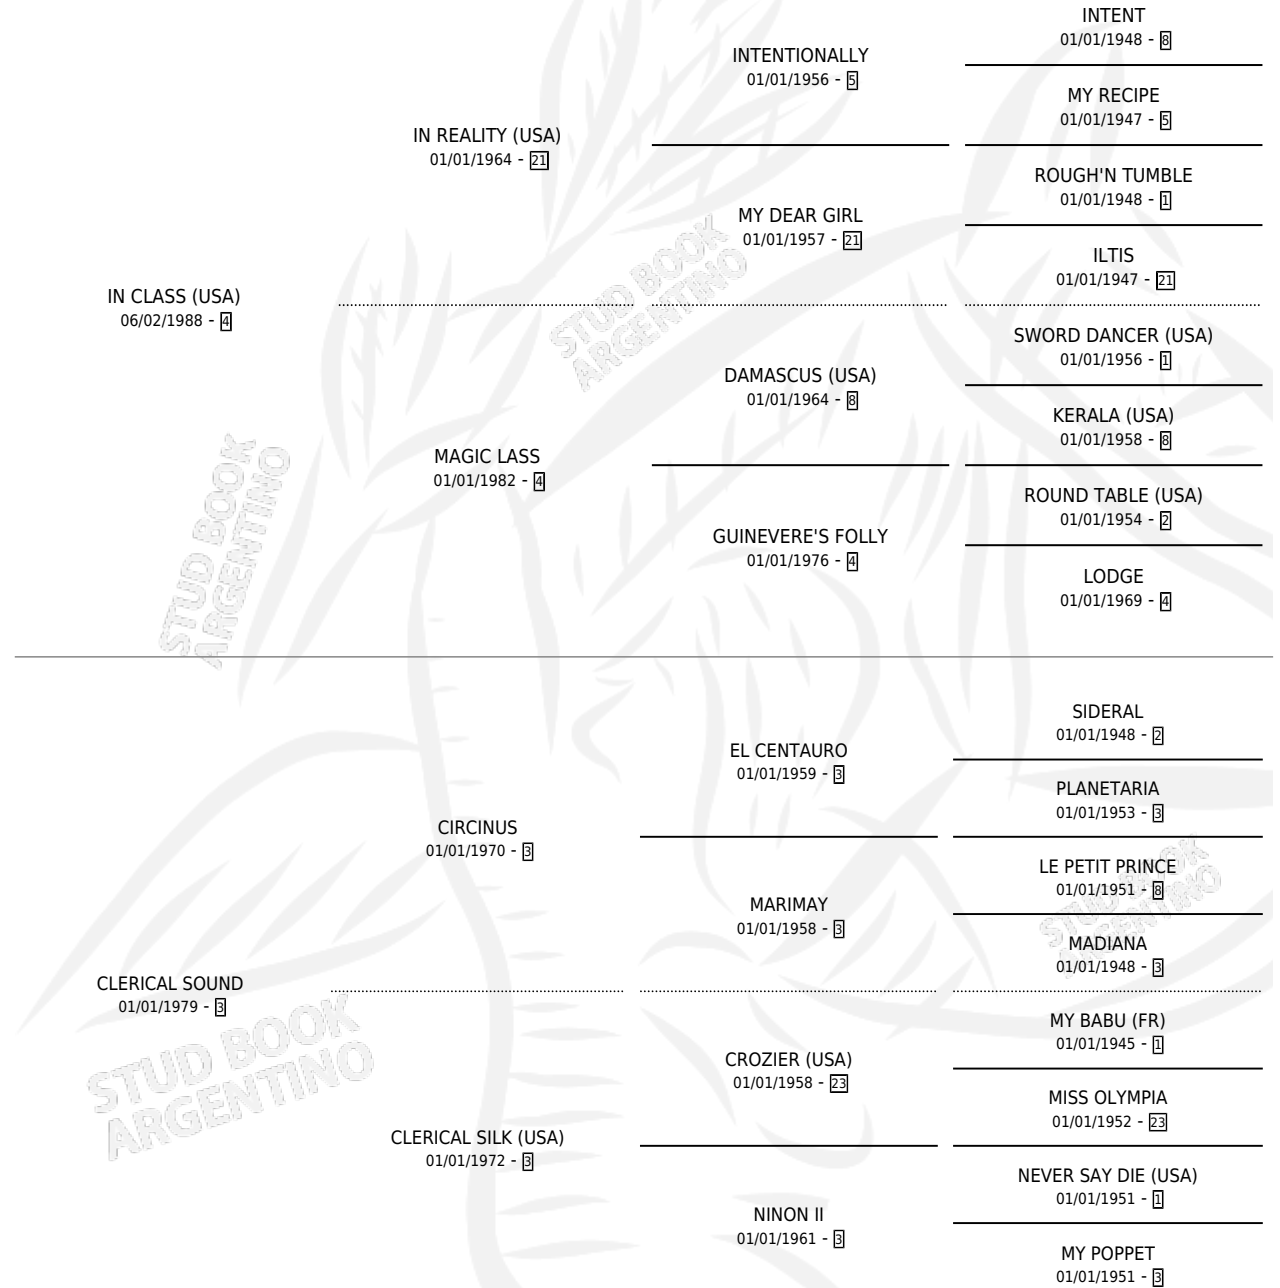 INTENT
01/01/1948 - 8
INTENTIONALLY
01/01/1956 - 5
MY RECIPE
01/01/1947 - 5
IN REALITY (USA)
01/01/1964 - 21
ROUGH'N TUMBLE
01/01/1948 - 1
MY DEAR GIRL
01/01/1957 - 21
ILTIS
01/01/1947 - 21
IN CLASS (USA)
06/02/1988 - 4
SWORD DANCER (USA)
01/01/1956 - 1
DAMASCUS (USA)
01/01/1964 - 8
KERALA (USA)
01/01/1958 - 8
MAGIC LASS
01/01/1982 - 4
ROUND TABLE (USA)
01/01/1954 - 2
GUINEVERE'S FOLLY
01/01/1976 - 4
LODGE
01/01/1969 - 4
SIDERAL
01/01/1948 - 2
EL CENTAURO
01/01/1959 - 3
PLANETARIA
01/01/1953 - 3
CIRCINUS
01/01/1970 - 3
LE PETIT PRINCE
01/01/1951 - 8
MARIMAY
01/01/1958 - 3
MADIANA
01/01/1948 - 3
CLERICAL SOUND
01/01/1979 - 3
MY BABU (FR)
01/01/1945 - 1
CROZIER (USA)
01/01/1958 - 23
MISS OLYMPIA
01/01/1952 - 23
CLERICAL SILK (USA)
01/01/1972 - 3
NEVER SAY DIE (USA)
01/01/1951 - 1
NINON II
01/01/1961 - 3
MY POPPET
01/01/1951 - 3
STUD BOOK
ARGENTINO
STUD BOOK
ARGENTINO
STUD BOOK
ARGENTINO
STUD BOOK
ARGENTINO